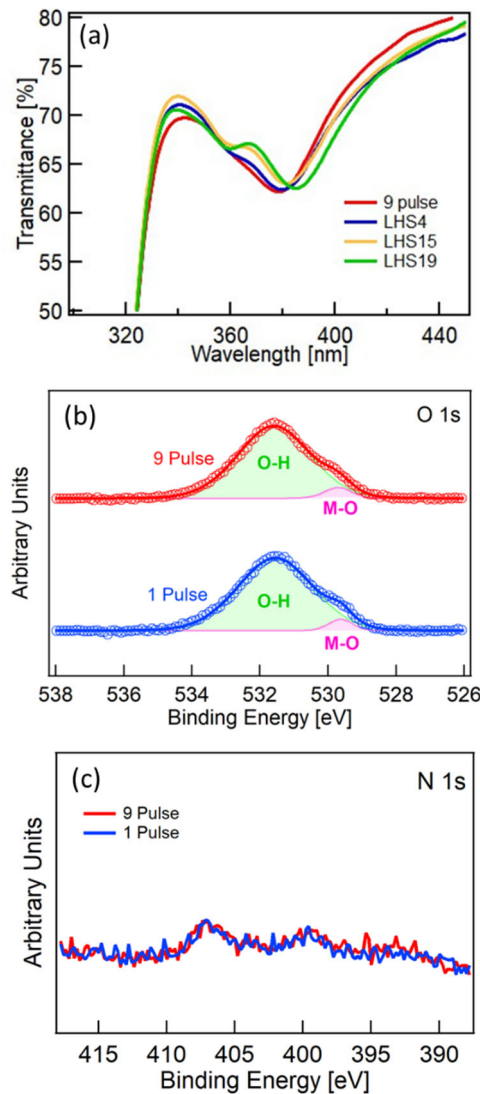 (a)
Transmittance [%]
80
75
70
65
60
55
50
9 pulse
LHS4
LHS15
LHS19
320 360 400 440
Wavelength [nm]
(b)
O 1s
Arbitrary Units
9 Pulse
O-H
M-O
1 Pulse
O-H
M-O
538 536 534 532 530 528 526
Binding Energy [eV]
(c)
N 1s
Arbitrary Units
9 Pulse
1 Pulse
415 410 405 400 395 390
Binding Energy [eV]